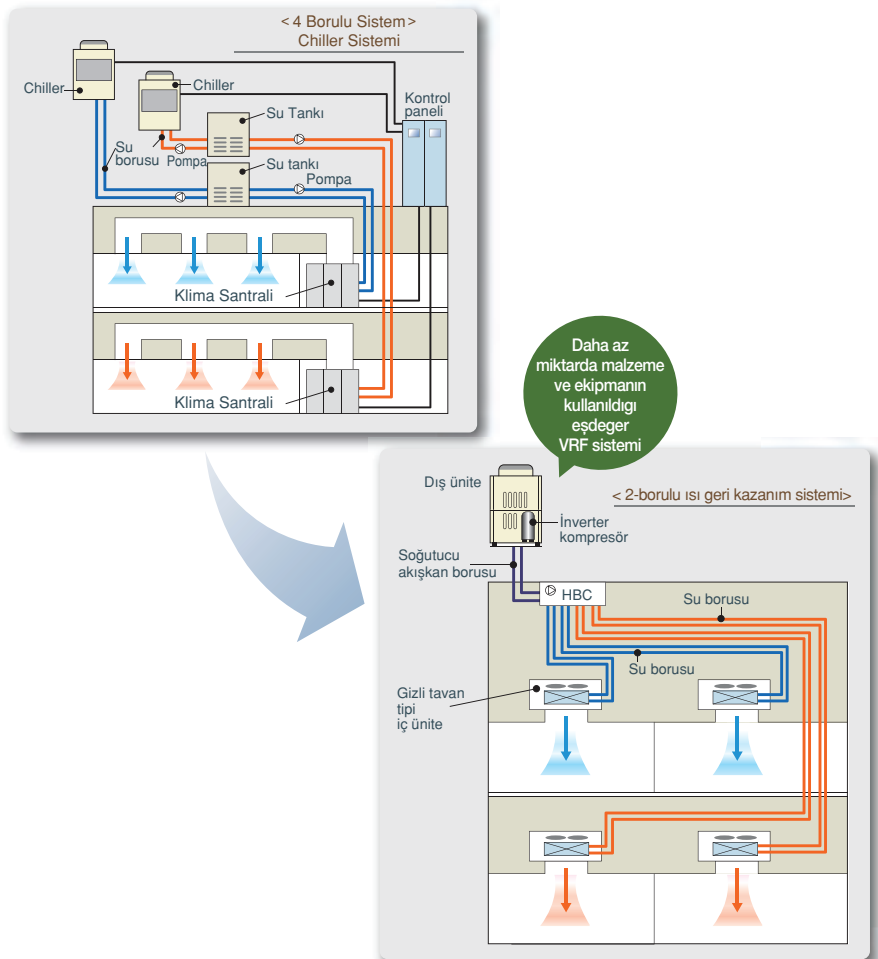 < 4 Borulu Sistem>
Chiller Sistemi
Chiller
Chiller
Kontrol
paneli
Su Tankı
Su
borusu
Pompa
Su tankı
Pompa
Klima Santrali
Klima Santrali
Daha az
miktarda malzeme
ve ekipmanın
kullanıldıgı
eşdeger
VRF sistemi
Dış ünite
< 2-borulu ısı geri kazanım sistemi>
İnverter
kompresör
Soğutucu
akışkan borusu
HBC
Su borusu
Su borusu
Gizli tavan
tipi
iç ünite